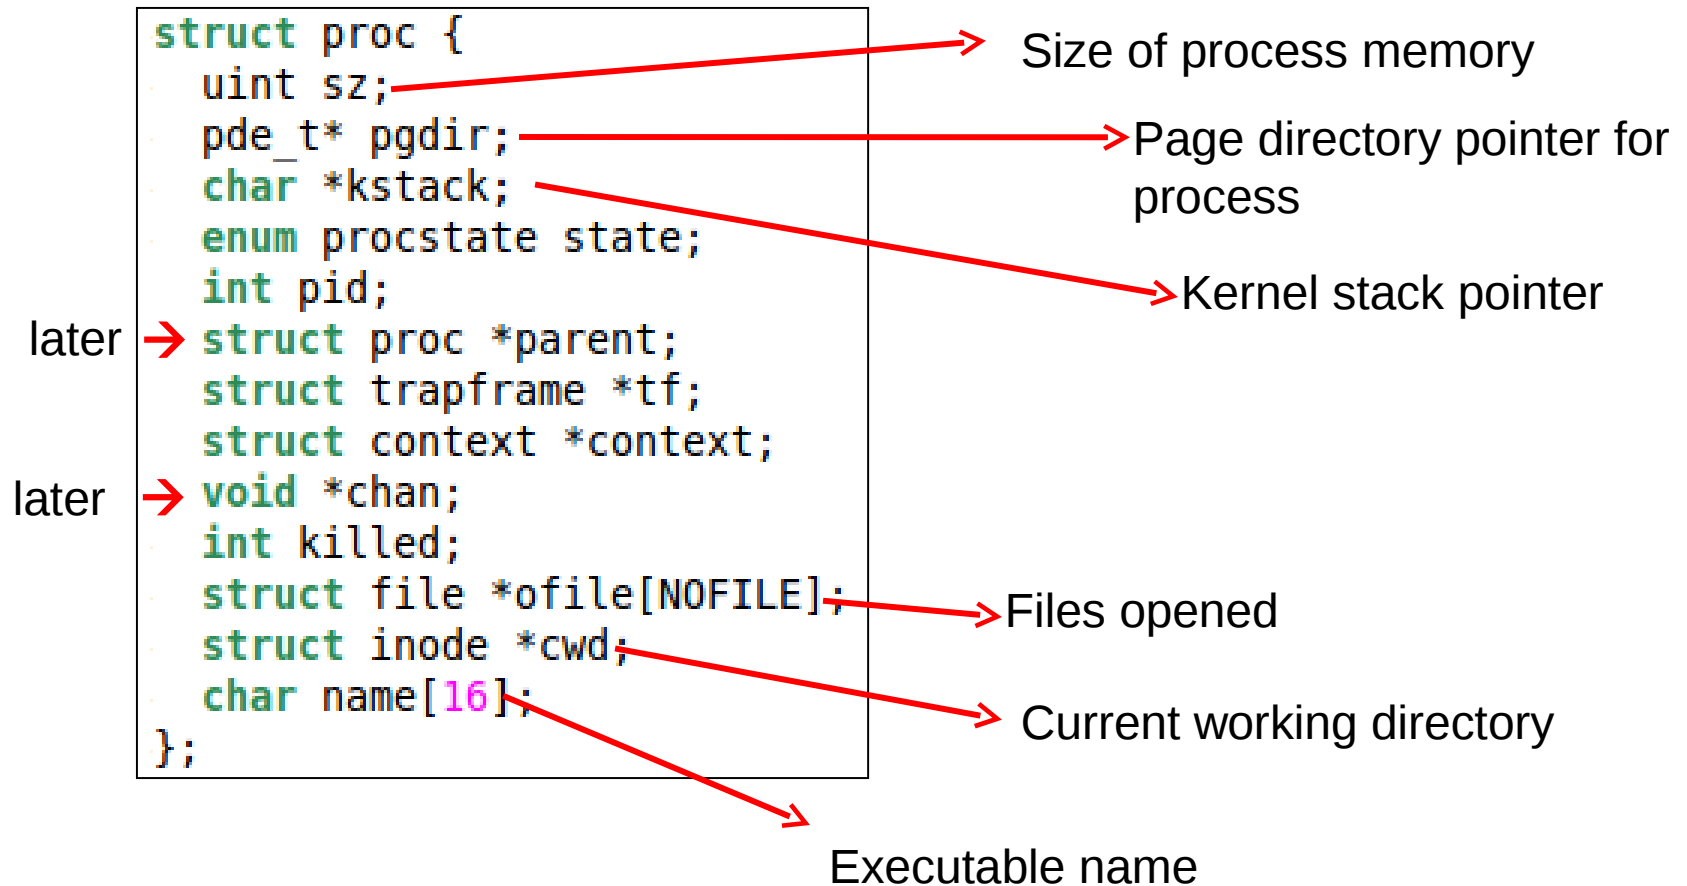 struct proc {
uint sz;
pde_t* pgdir;
char *kstack;
enum procstate state;
int pid;
struct proc *parent;
struct trapframe *tf;
struct context *context;
void *chan;
int killed;
struct file *ofile[NOFILE];
struct inode *cwd;
char name[16];
};
later
later
Size of process memory
Page directory pointer for
process
Kernel stack pointer
Files opened
Current working directory
Executable name